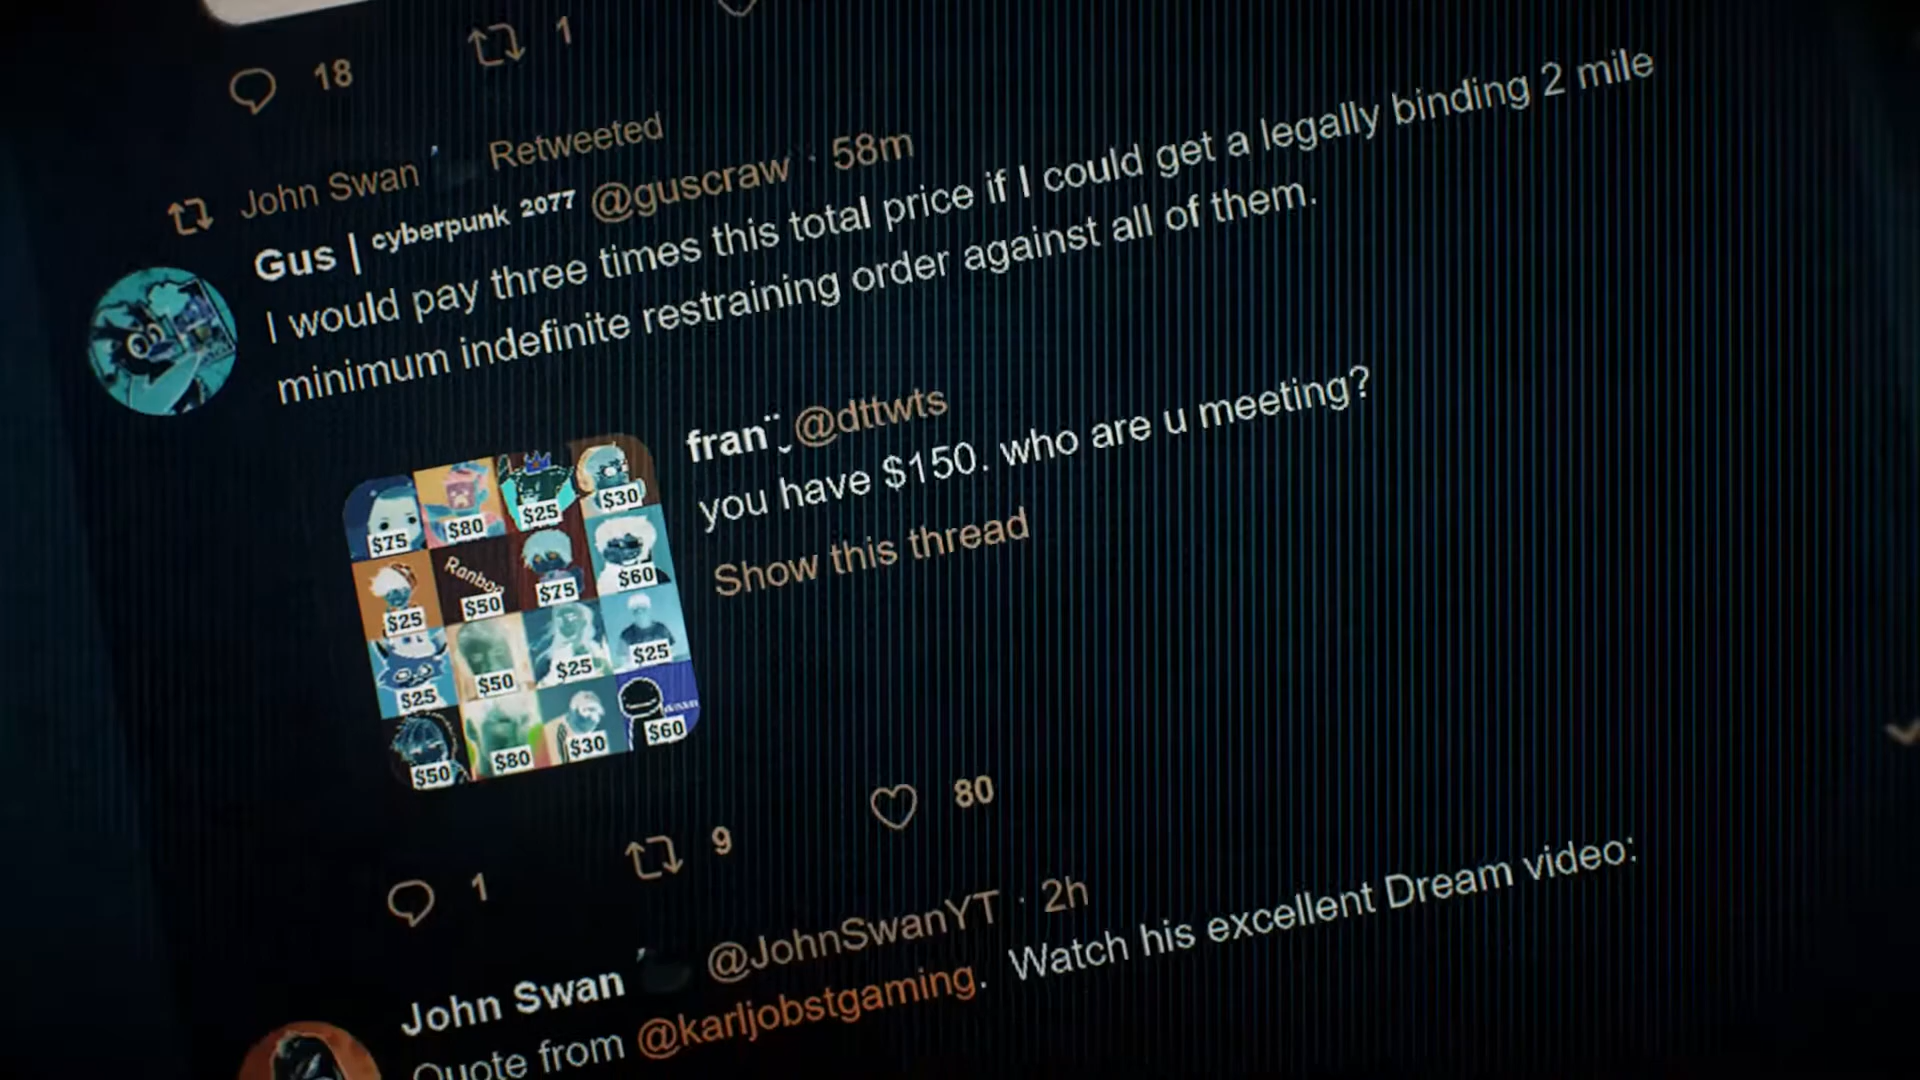 18
1
John Swan Retweeted
Gus | cyberpunk 2077 @guscraw · 58m
I would pay three times this total price if I could get a legally binding 2 mile
minimum indefinite restraining order against all of them.
fran @dttwts
you have $150. who are u meeting?
Show this thread
$75
$80
$25
$30
$25
Ranboo
$50
$75
$60
$25
$50
$25
$25
$50
$80
$30
$60
1
9
80
John Swan @JohnSwanYT · 2h
Quote from @karljobstgaming. Watch his excellent Dream video: